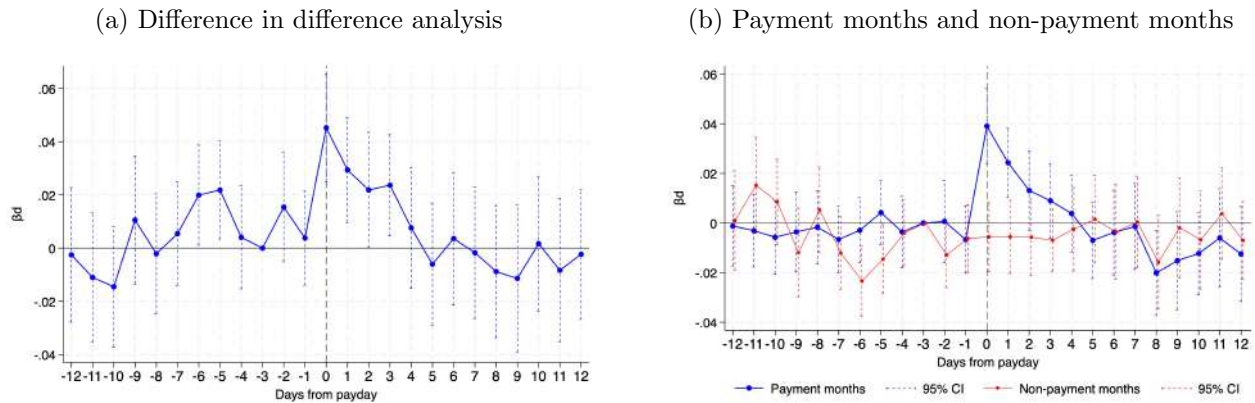 (a) Difference in difference analysis
.06
.04
.02
0
-.02
-.04
βd
-12 -11 -10 -9 -8 -7 -6 -5 -4 -3 -2 -1 0 1 2 3 4 5 6 7 8 9 10 11 12
Days from payday
(b) Payment months and non-payment months
.06
.04
.02
0
-.02
-.04
βd
-12 -11 -10 -9 -8 -7 -6 -5 -4 -3 -2 -1 0 1 2 3 4 5 6 7 8 9 10 11 12
Days from payday
Payment months 95% CI Non-payment months 95% CI